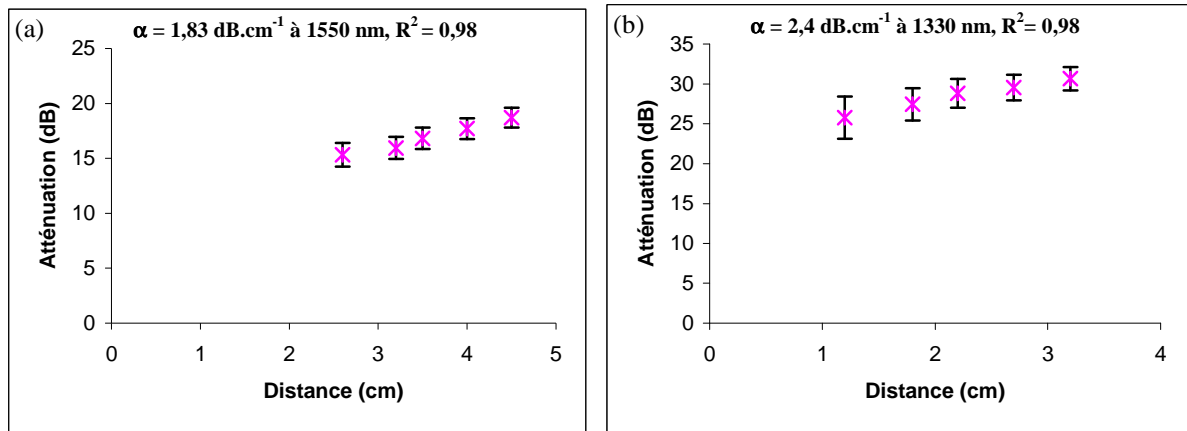 (a)
α = 1,83 dB.cm⁻¹ à 1550 nm, R² = 0,98
25
20
15
10
5
0
Atténuation (dB)
0 1 2 3 4 5
Distance (cm)
(b)
α = 2,4 dB.cm⁻¹ à 1330 nm, R² = 0,98
35
30
25
20
15
10
5
0
Atténuation (dB)
0 1 2 3 4
Distance (cm)